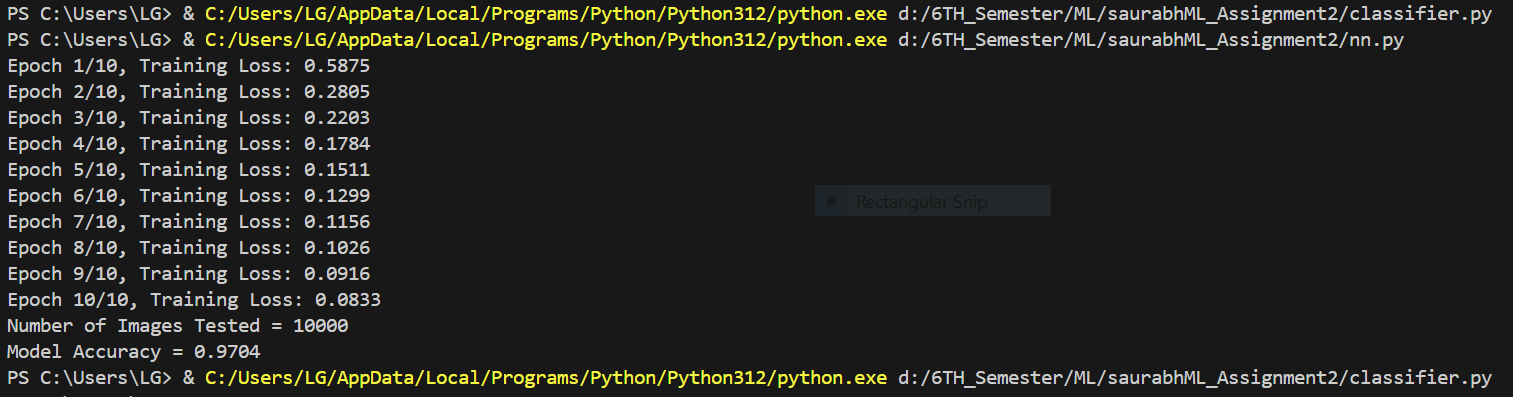 PS C:\Users\LG> & C:/Users/LG/AppData/Local/Programs/Python/Python312/python.exe d:/6TH_Semester/ML/saurabhML_Assignment2/classifier.py
PS C:\Users\LG> & C:/Users/LG/AppData/Local/Programs/Python/Python312/python.exe d:/6TH_Semester/ML/saurabhML_Assignment2/nn.py
Epoch 1/10, Training Loss: 0.5875
Epoch 2/10, Training Loss: 0.2805
Epoch 3/10, Training Loss: 0.2203
Epoch 4/10, Training Loss: 0.1784
Epoch 5/10, Training Loss: 0.1511
Epoch 6/10, Training Loss: 0.1299
Rectangular Snip
Epoch 7/10, Training Loss: 0.1156
Epoch 8/10, Training Loss: 0.1026
Epoch 9/10, Training Loss: 0.0916
Epoch 10/10, Training Loss: 0.0833
Number of Images Tested = 10000
Model Accuracy = 0.9704
PS C:\Users\LG> & C:/Users/LG/AppData/Local/Programs/Python/Python312/python.exe d:/6TH_Semester/ML/saurabhML_Assignment2/classifier.py